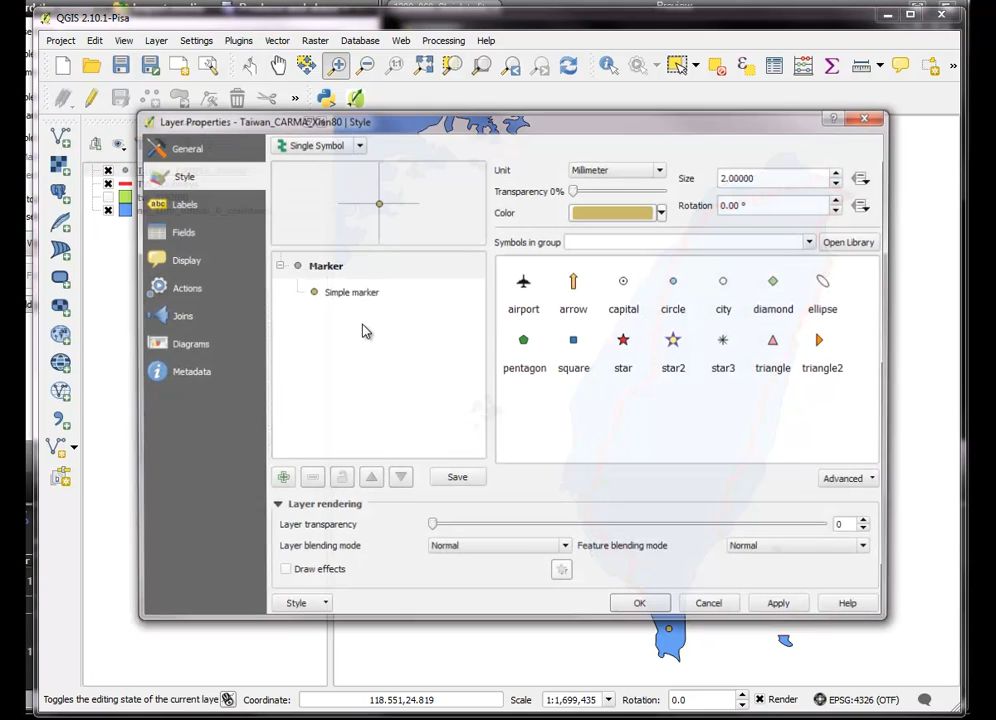 QGIS 2.10.1-Pisa
Project Edit View Layer Settings Plugins Vector Raster Database Web Processing Help
Layer Properties - Taiwan_CARMA_Xian80 | Style
General
Style
Labels
Fields
Display
Actions
Joins
Diagrams
Metadata
Single Symbol
Marker
Simple marker
Save
Unit Millimeter Size 2.00000
Transparency 0%
Color Rotation 0.00 °
Symbols in group Open Library
airport arrow capital circle city diamond ellipse
pentagon square star star2 star3 triangle triangle2
Advanced
Layer rendering
Layer transparency 0
Layer blending mode Normal Feature blending mode Normal
Draw effects
Style OK Cancel Apply Help
Toggles the editing state of the current laye Coordinate: 118.551,24.819 Scale 1:1,699,435 Rotation: 0.0 Render EPSG:4326 (OTF)